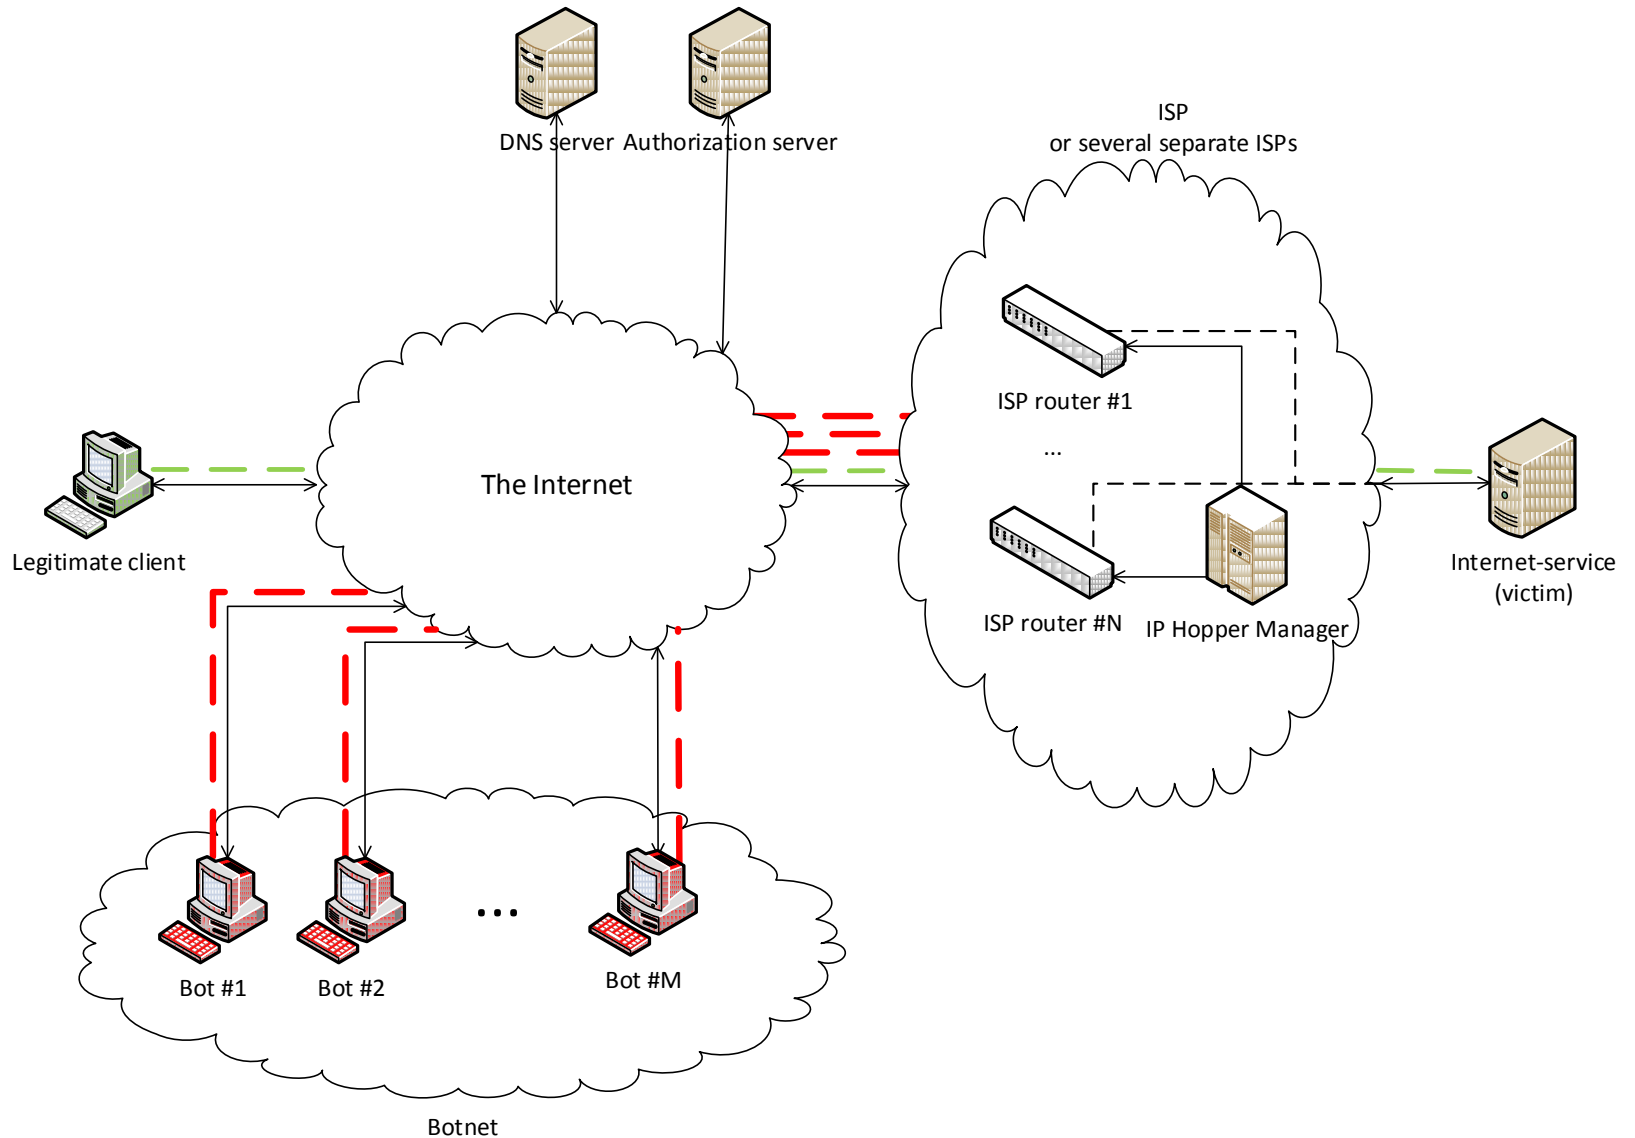 DNS server
Authorization server
ISP
or several separate ISPs
ISP router #1
...
The Internet
Legitimate client
Internet-service
(victim)
ISP router #N
IP Hopper Manager
...
Bot #1
Bot #2
Bot #M
Botnet